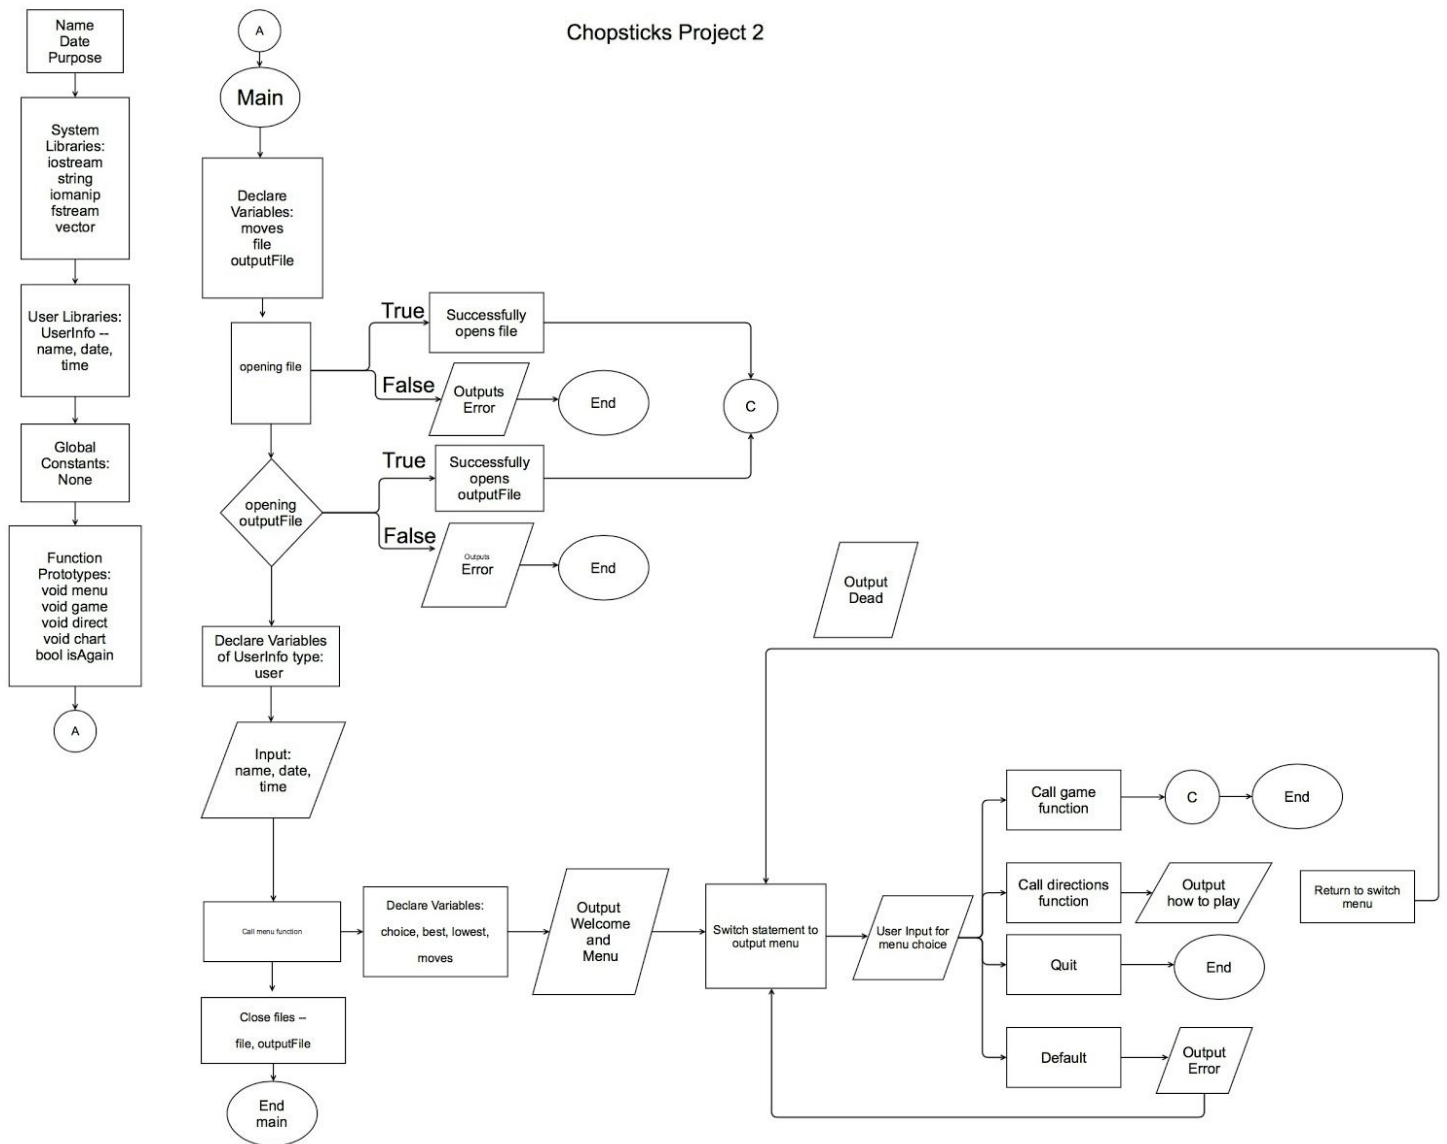 Chopsticks Project 2
Name
Date
Purpose
System
Libraries:
iostream
string
iomanip
fstream
vector
User Libraries:
UserInfo --
name, date,
time
Global
Constants:
None
Function
Prototypes:
void menu
void game
void direct
void chart
bool isAgain
A
A
Main
Declare
Variables:
moves
file
outputFile
opening file
True
Successfully
opens file
False
Outputs
Error
End
C
opening
outputFile
True
Successfully
opens
outputFile
False
Outputs
Error
End
Declare Variables
of UserInfo type:
user
Input:
name, date,
time
Call menu function
Close files --
file, outputFile
End
main
Declare Variables:
choice, best, lowest,
moves
Output
Welcome
and
Menu
Switch statement to
output menu
User Input for
menu choice
Output
Dead
Call game
function
C
End
Call directions
function
Output
how to play
Return to switch
menu
Quit
End
Default
Output
Error